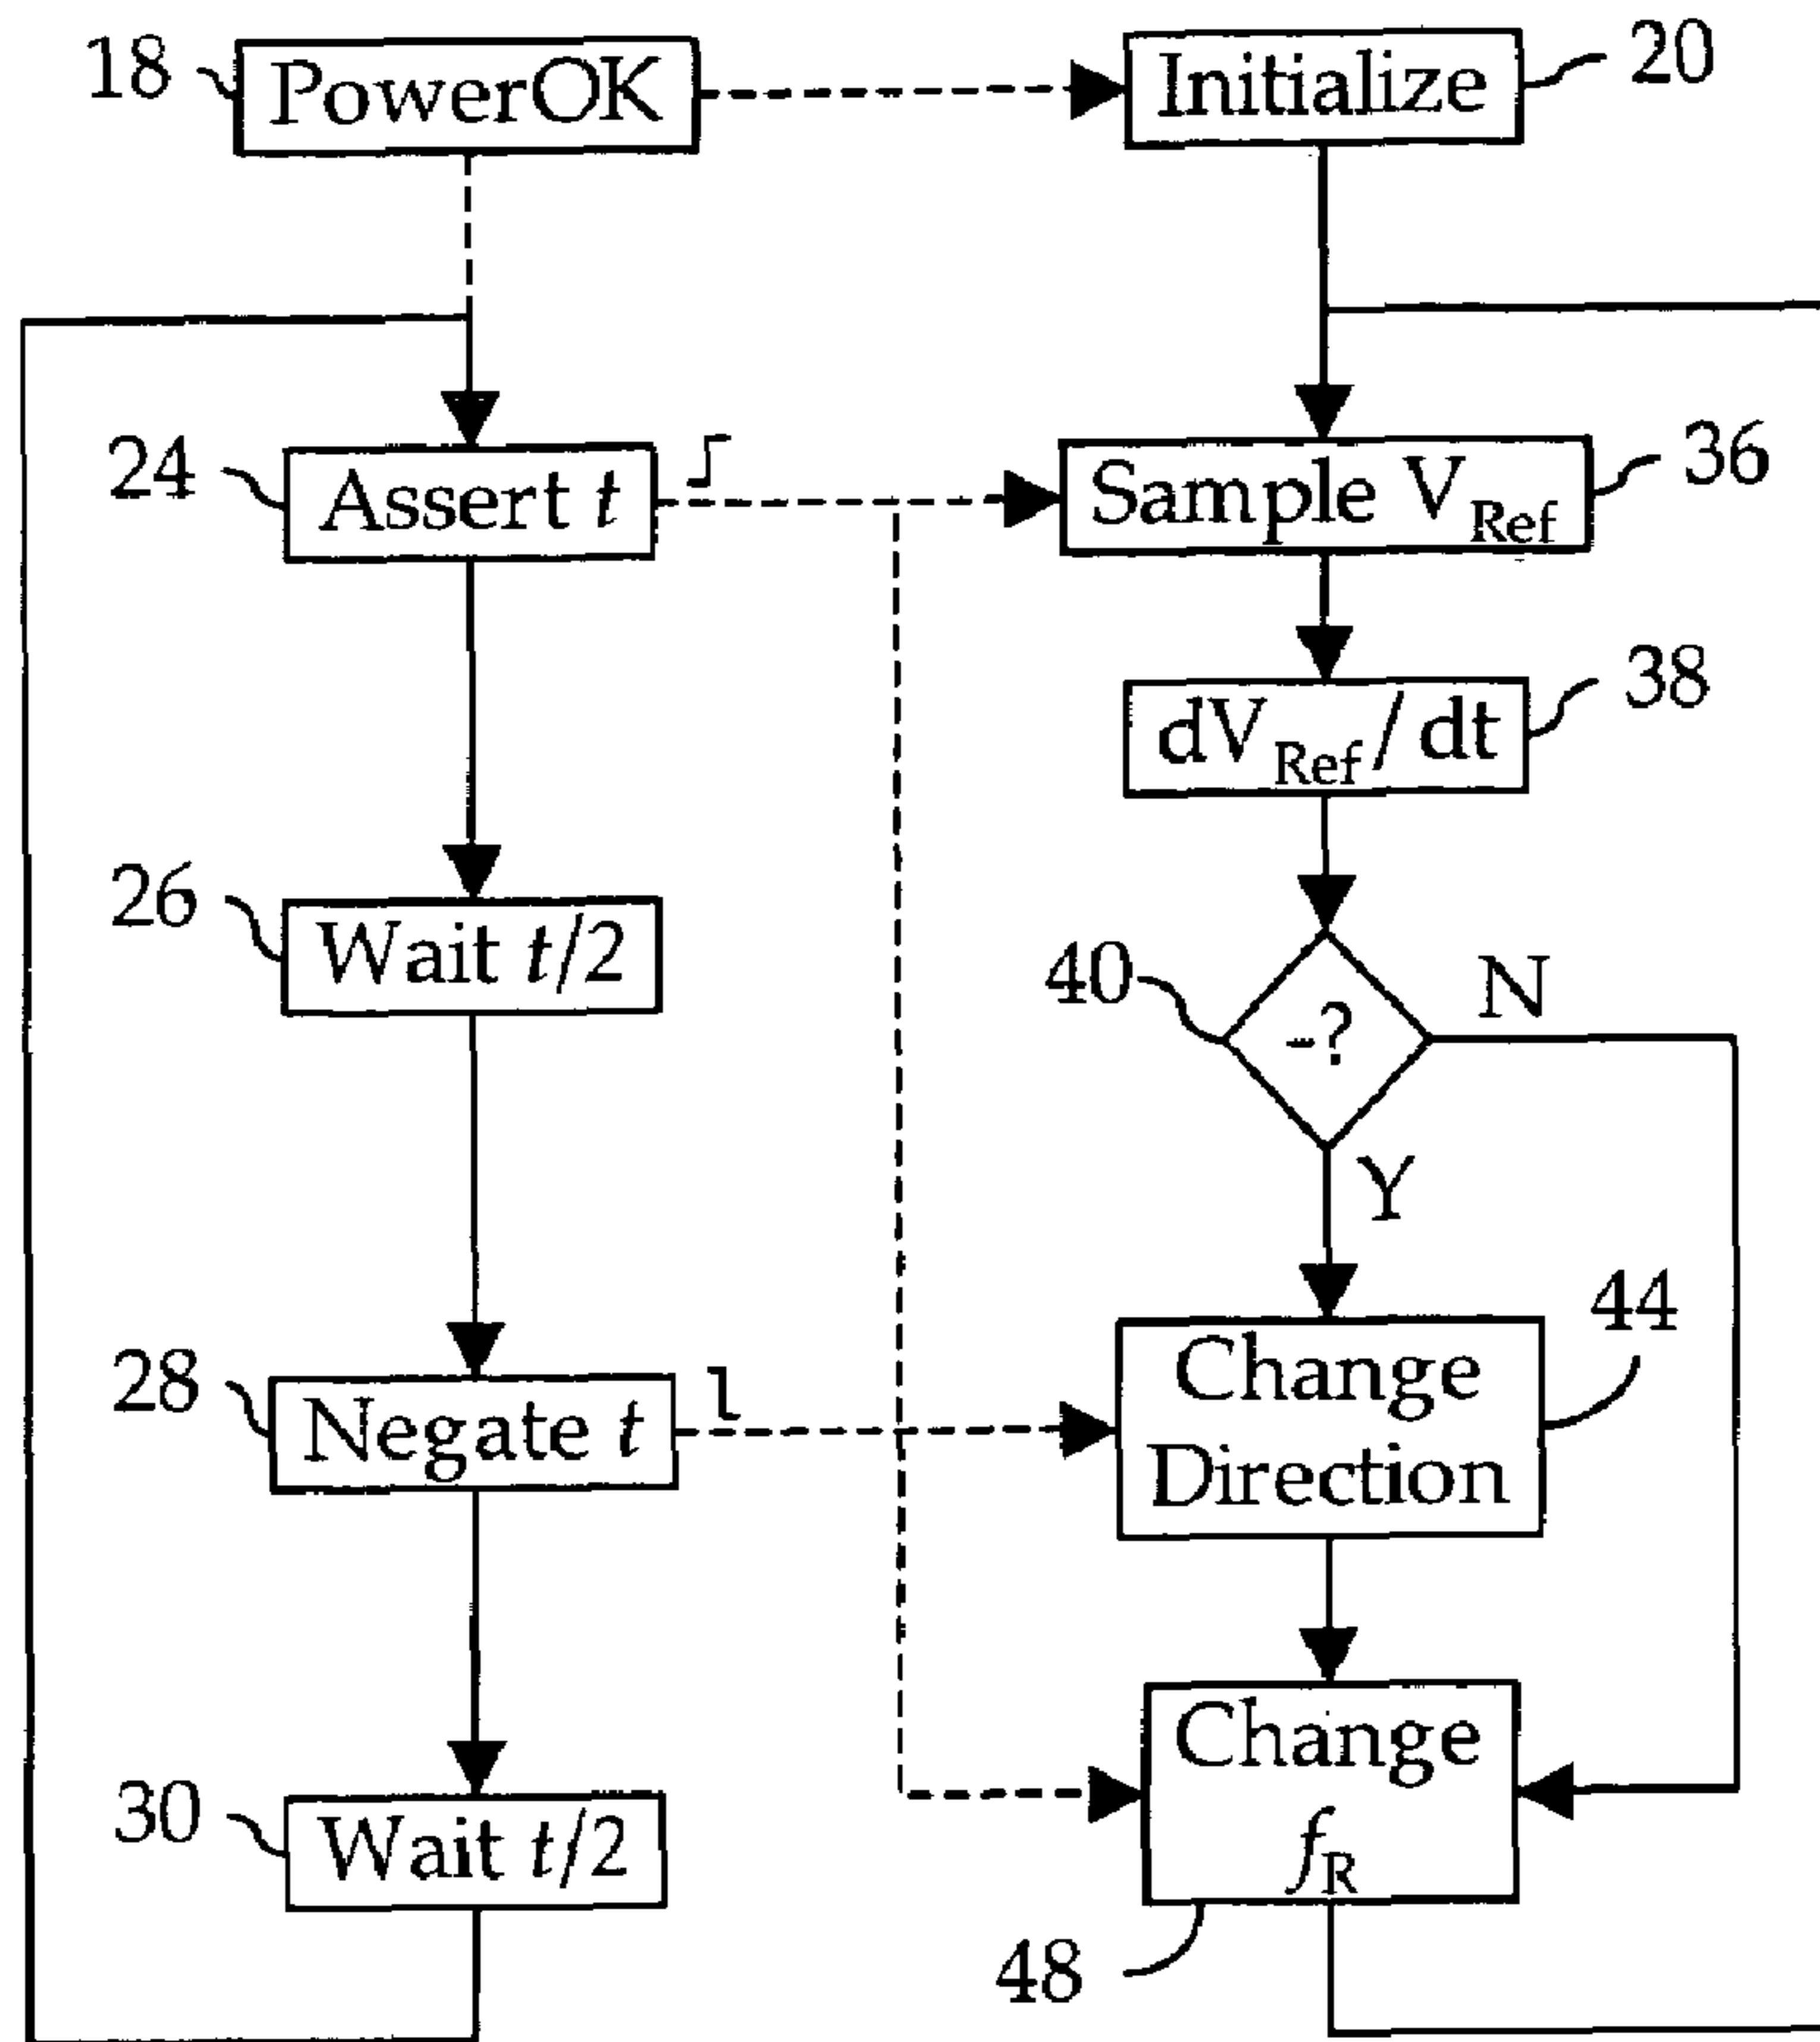 18 PowerOK Initialize 20
24 Assert t Sample V_Ref 36
dV_Ref/dt 38
26 Wait t/2
40 -? N
Y
28 Negate t Change Direction 44
30 Wait t/2 Change f_R
48